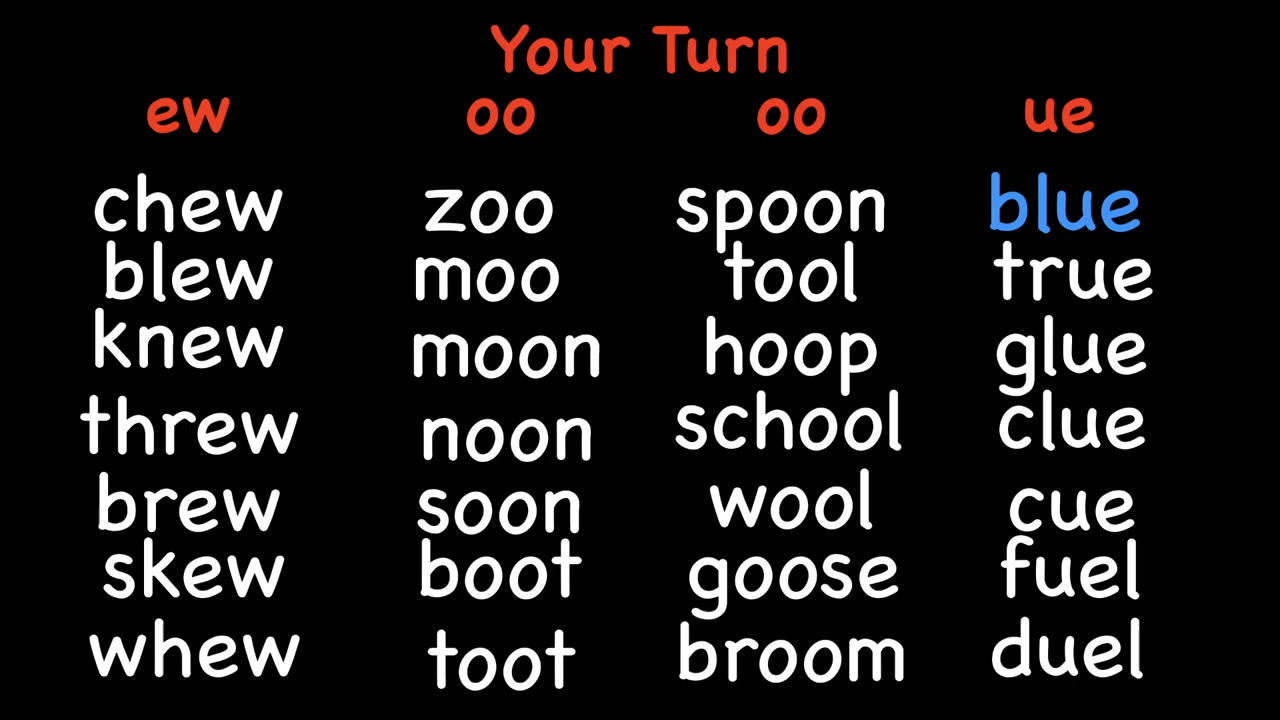 Your Turn
ew oo oo ue
chew zoo spoon blue
blew moo tool true
knew moon hoop glue
threw noon school clue
brew soon wool cue
skew boot goose fuel
whew toot broom duel